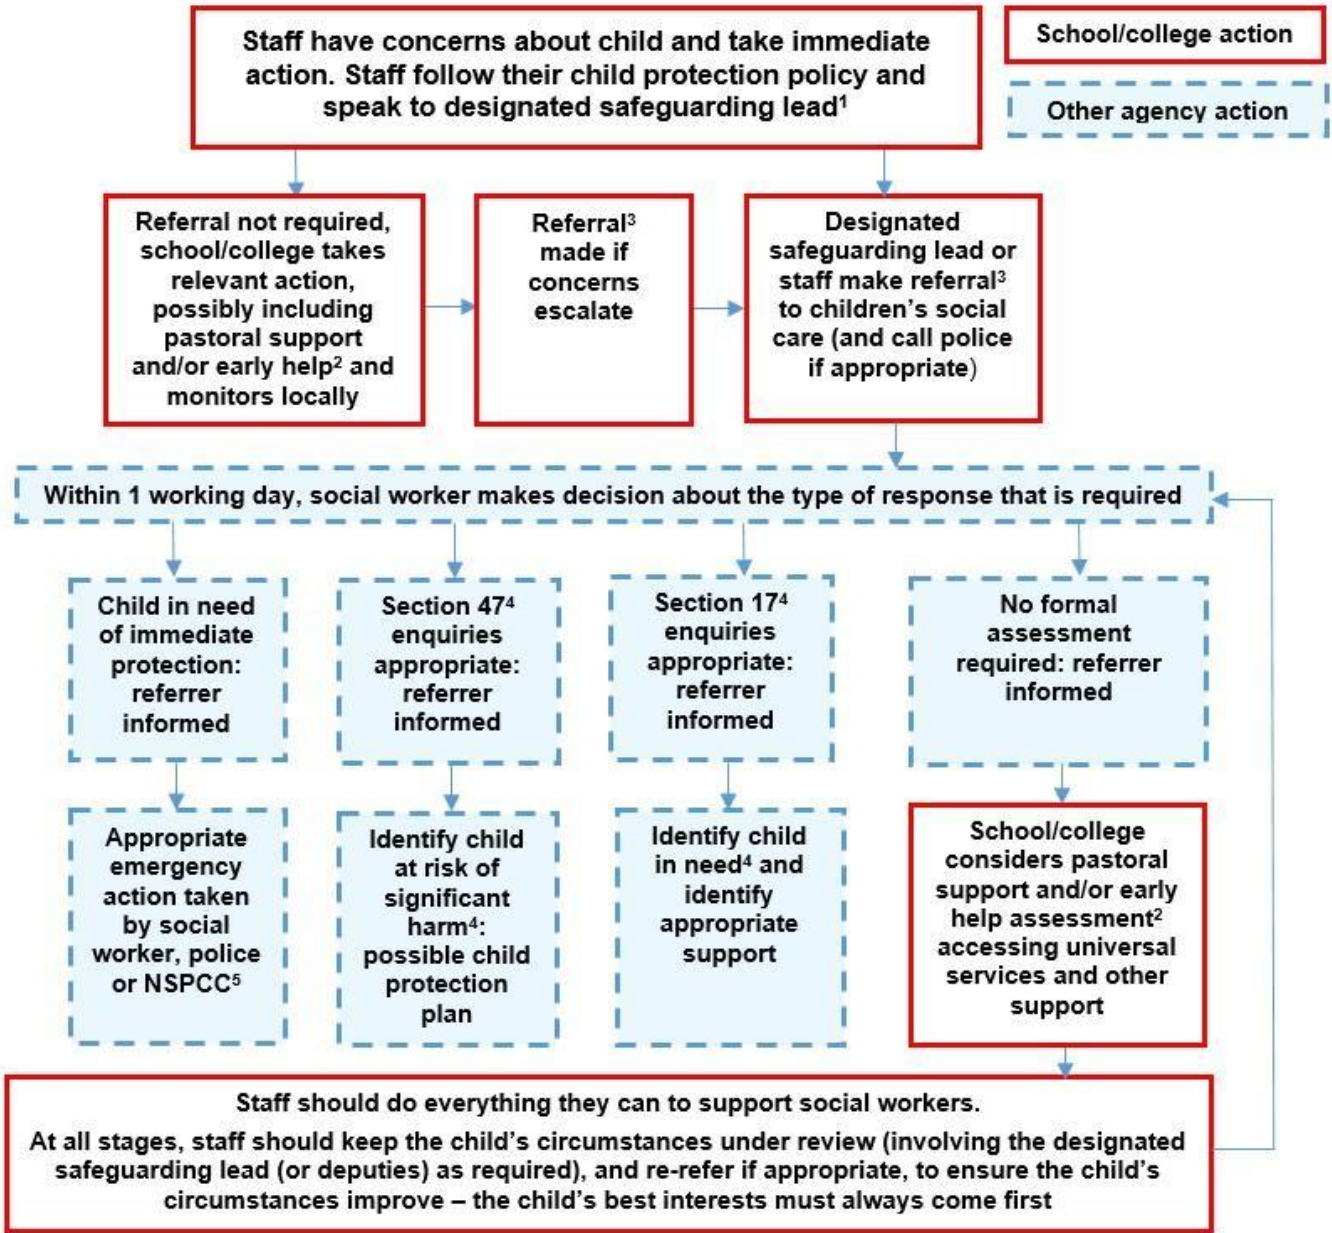 Staff have concerns about child and take immediate
action. Staff follow their child protection policy and
speak to designated safeguarding lead¹
School/college action
Other agency action
Referral not required,
school/college takes
relevant action,
possibly including
pastoral support
and/or early help² and
monitors locally
Referral³
made if
concerns
escalate
Designated
safeguarding lead or
staff make referral³
to children's social
care (and call police
if appropriate)
Within 1 working day, social worker makes decision about the type of response that is required
Child in need
of immediate
protection:
referrer
informed
Section 47⁴
enquiries
appropriate:
referrer
informed
Section 17⁴
enquiries
appropriate:
referrer
informed
No formal
assessment
required: referrer
informed
Appropriate
emergency
action taken
by social
worker, police
or NSPCC⁵
Identify child
at risk of
significant
harm⁴:
possible child
protection
plan
Identify child
in need⁴ and
identify
appropriate
support
School/college
considers pastoral
support and/or early
help assessment²
accessing universal
services and other
support
Staff should do everything they can to support social workers.
At all stages, staff should keep the child's circumstances under review (involving the designated
safeguarding lead (or deputies) as required), and re-refer if appropriate, to ensure the child's
circumstances improve – the child's best interests must always come first